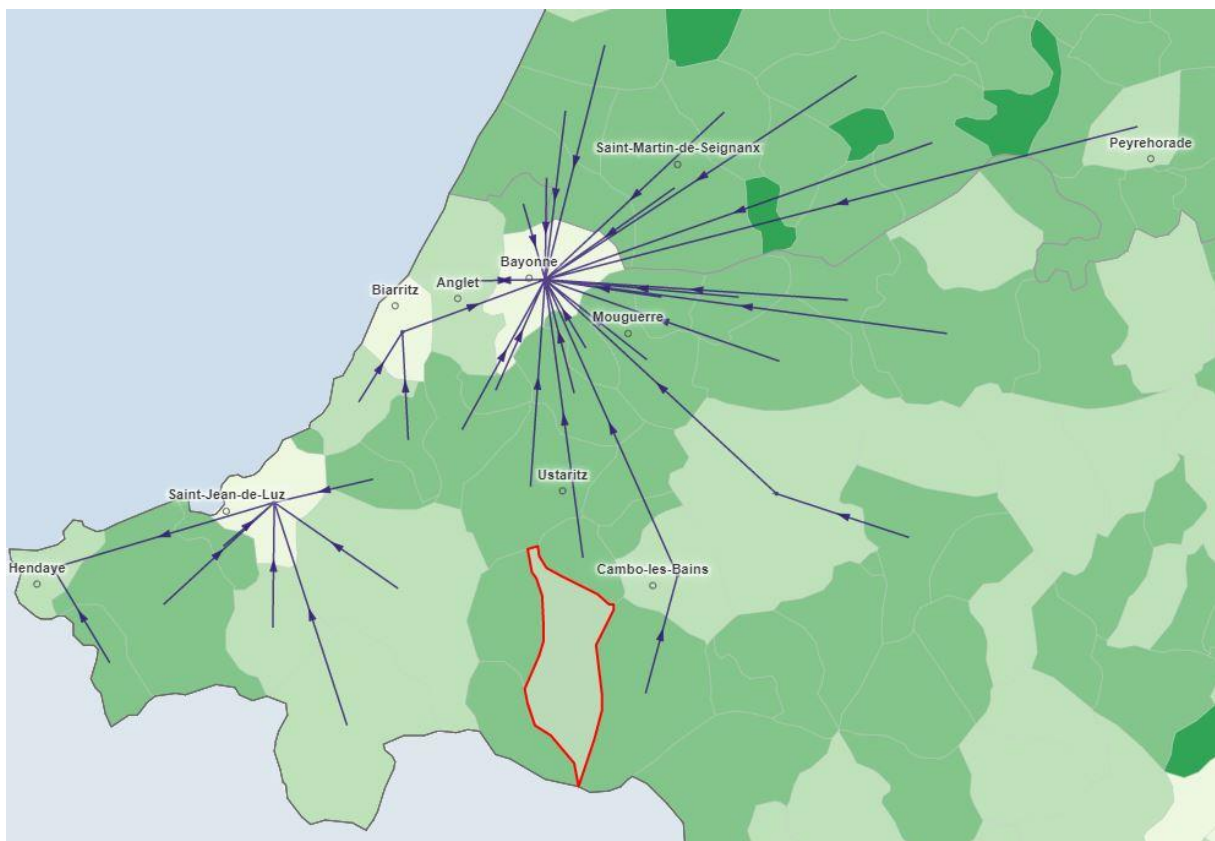 Peyrehorade
Saint-Martin-de-Seignanx
Bayonne
Anglet
Biarritz
Mouguerre
Ustaritz
Saint-Jean-de-Luz
Hendaye
Cambo-les-Bains